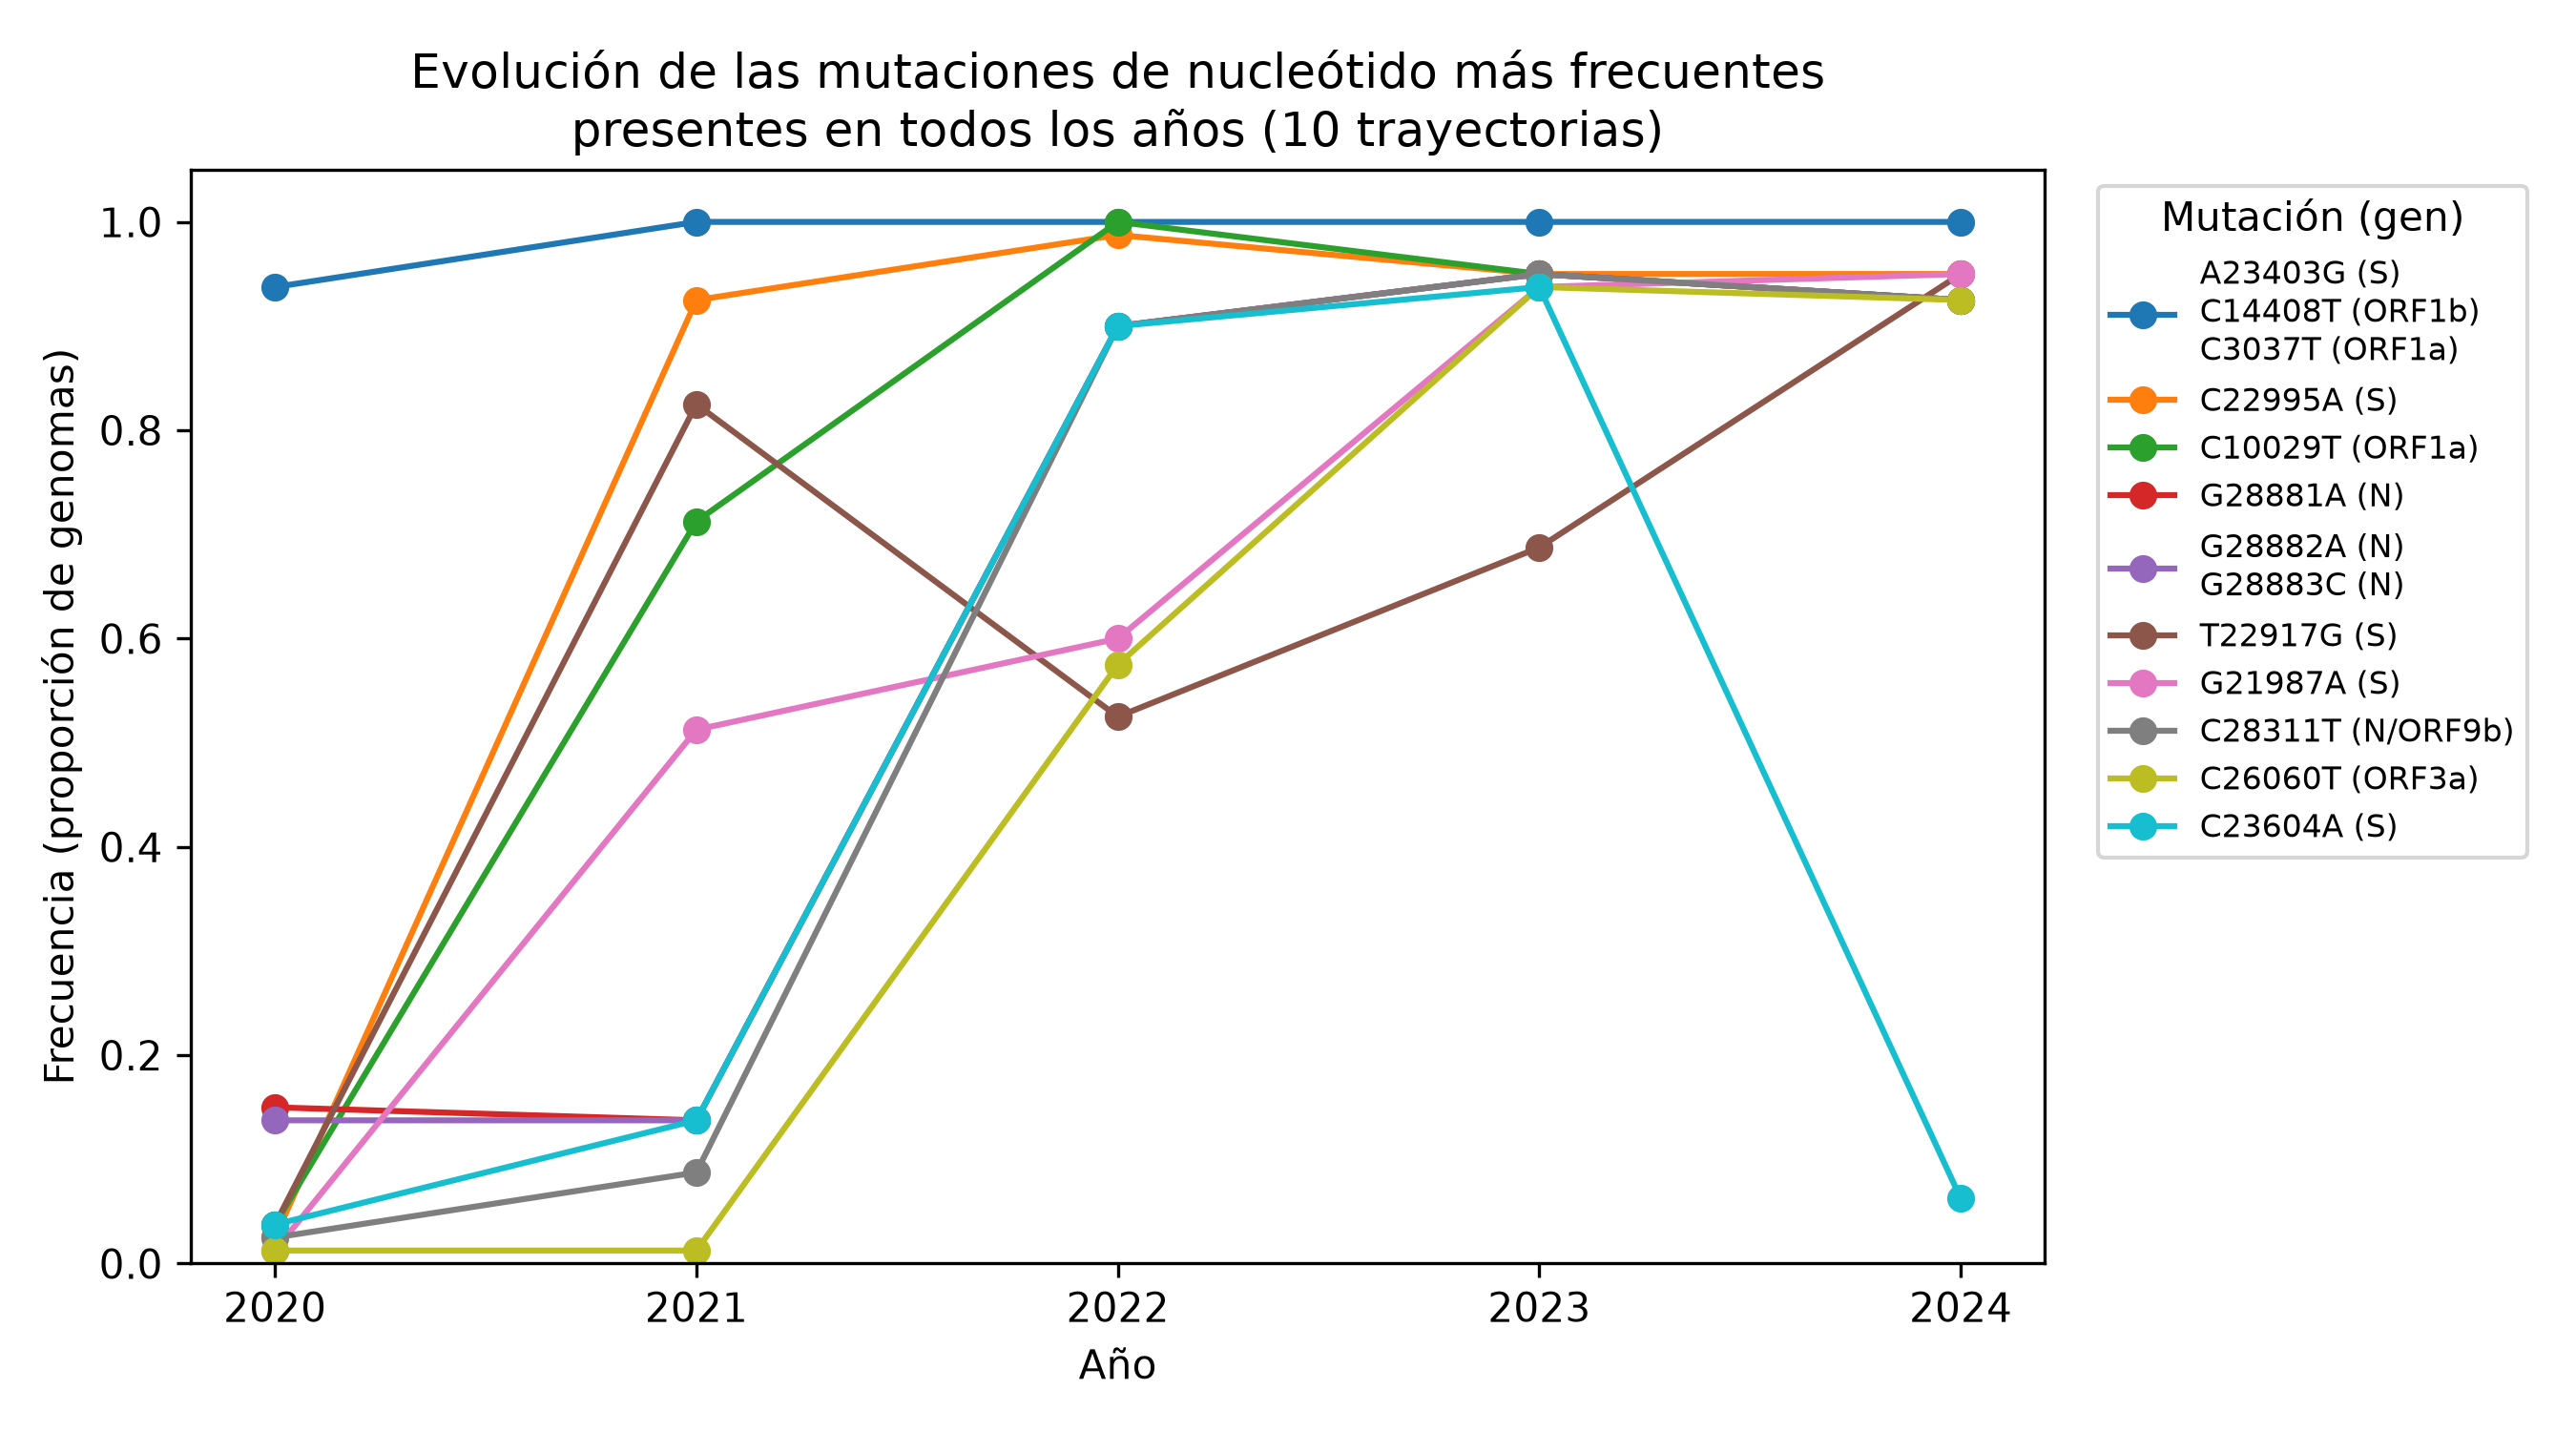 Evolución de las mutaciones de nucleótido más frecuentes
presentes en todos los años (10 trayectorias)
Frecuencia (proporción de genomas)
1.0
0.8
0.6
0.4
0.2
0.0
2020
2021
2022
2023
2024
Año
Mutación (gen)
A23403G (S)
C14408T (ORF1b)
C3037T (ORF1a)
C22995A (S)
C10029T (ORF1a)
G28881A (N)
G28882A (N)
G28883C (N)
T22917G (S)
G21987A (S)
C28311T (N/ORF9b)
C26060T (ORF3a)
C23604A (S)